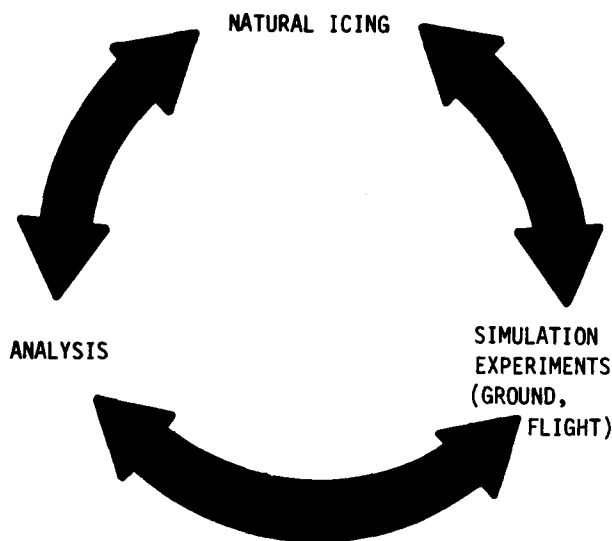 NATURAL ICING
ANALYSIS
SIMULATION
EXPERIMENTS
(GROUND,
FLIGHT)